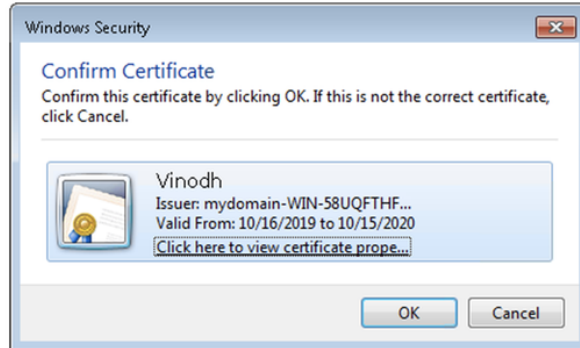 Windows Security
Confirm Certificate
Confirm this certificate by clicking OK. If this is not the correct certificate,
click Cancel.
Vinodh
Issuer: mydomain-WIN-58UQFTHF...
Valid From: 10/16/2019 to 10/15/2020
Click here to view certificate prope...
OK
Cancel